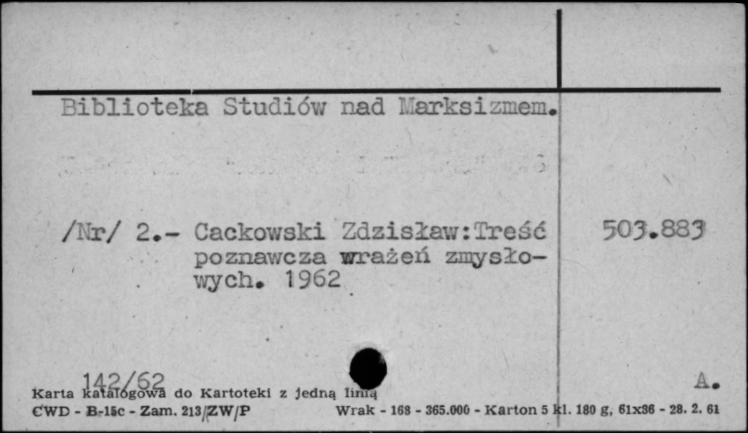 Biblioteka Studiów nad Marksizmem.
/Nr/ 2.- Cackowski Zdzisław:Treść 503.883
poznawcza wrażeń zmysło-
wych. 1962
142/62 A.
Karta katalogowa do Kartoteki z jedną linią
CWD - B-15c - Zam. 213/ZW/P Wrak - 168 - 365.000 - Karton 5 kl. 180 g, 61x86 - 28. 2. 61